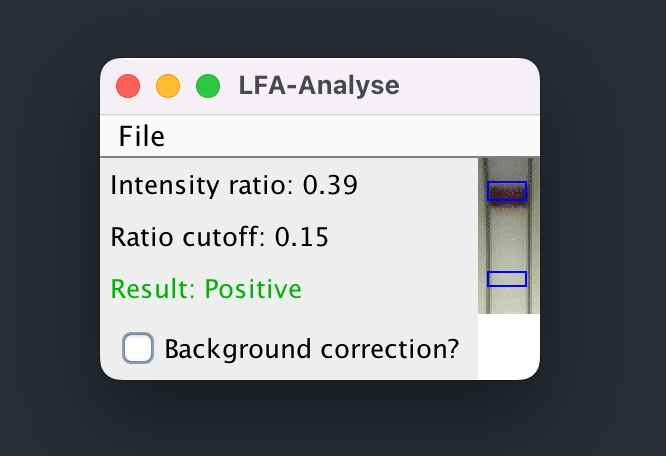 LFA-Analyse
File
Intensity ratio: 0.39
Ratio cutoff: 0.15
Result: Positive
Background correction?